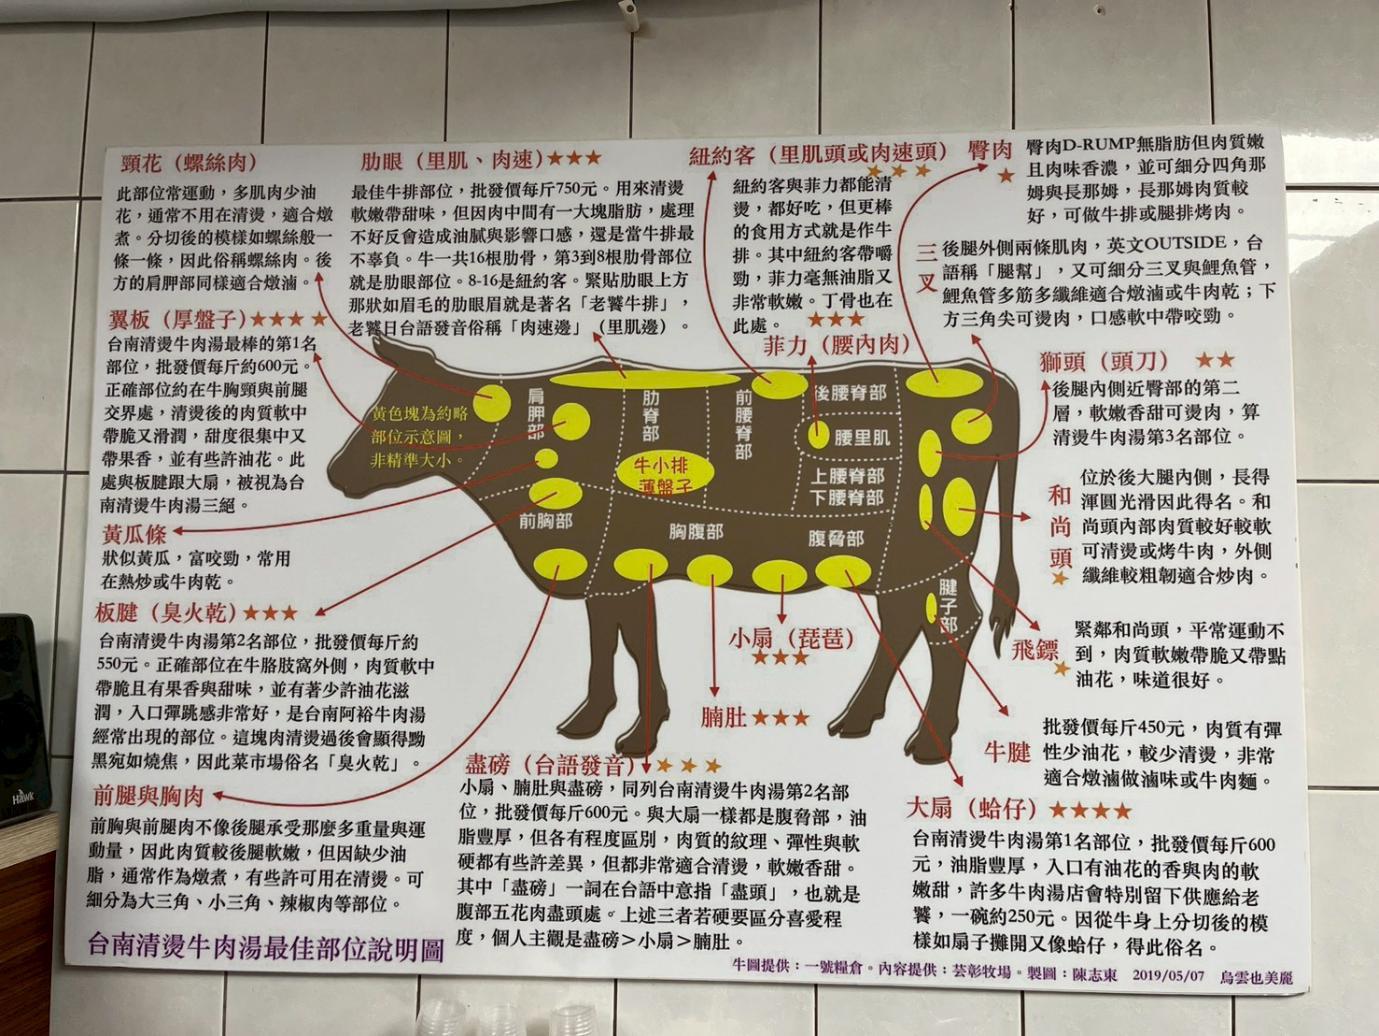 頸花（螺絲肉）
此部位常運動，多肌肉少油
花，通常不用在清燙，適合燉
煮。分切後的模樣如螺絲般一
條一條，因此俗稱螺絲肉。後
方的肩胛部同樣適合燉滷。
肋眼（里肌、肉速）★★★
最佳牛排部位，批發價每斤750元。用來清燙
軟嫩帶甜味，但因肉中間有一大塊脂肪，處理
不好反會造成油膩與影響口感，還是當牛排最
不辜負。牛一共16根肋骨，第3到8根肋骨部位
就是肋眼部位。8-16是紐約客。緊貼肋眼上方
那狀如眉毛的肋眼眉就是著名「老饕牛排」，
老饕日台語發音俗稱「肉速邊」（里肌邊）。
紐約客（里肌頭或肉速頭）
★★★
紐約客與菲力都能清
燙，都好吃，但更棒
的食用方式就是作牛
排。其中紐約客帶嚼
勁，菲力毫無油脂又
非常軟嫩。丁骨也在
此處。
★★★
菲力（腰內肉）
臀肉
★
臀肉D-RUMP無脂肪但肉質嫩
且肉味香濃，並可細分四角那
姆與長那姆，長那姆肉質較
好，可做牛排或腿排烤肉。
三叉
後腿外側兩條肌肉，英文OUTSIDE，台
語稱「腿幫」，又可細分三叉與鯉魚管，
鯉魚管多筋多纖維適合燉滷或牛肉乾；下
方三角尖可燙肉，口感軟中帶咬勁。
翼板（厚盤子）★★★★
台南清燙牛肉湯最棒的第1名
部位，批發價每斤約600元。
正確部位約在牛胸頸與前腿
交界處，清燙後的肉質軟中
帶脆又滑潤，甜度很集中又
帶果香，並有些許油花。此
處與板腱跟大扇，被視為台
南清燙牛肉湯三絕。
黃瓜條
狀似黃瓜，富咬勁，常用
在熱炒或牛肉乾。
板腱（臭火乾）★★★
台南清燙牛肉湯第2名部位，批發價每斤約
550元。正確部位在牛胳肢窩外側，肉質軟中
帶脆且有果香與甜味，並有著少許油花滋
潤，入口彈跳感非常好，是台南阿裕牛肉湯
經常出現的部位。這塊肉清燙過後會顯得黝
黑宛如燒焦，因此菜市場俗名「臭火乾」。
前腿與胸肉
前胸與前腿肉不像後腿承受那麼多重量與運
動量，因此肉質較後腿軟嫩，但因缺少油
脂，通常作為燉煮，有些許可用在清燙。可
細分為大三角、小三角、辣椒肉等部位。
黃色塊為約略
部位示意圖，
非精準大小。
肩胛部
肋脊部
前腰脊部
後腰脊部
腰里肌
上腰脊部
下腰脊部
牛小排
薄盤子
前胸部
胸腹部
腹脅部
腱子部
獅頭（頭刀）★★
後腿內側近臀部的第二
層，軟嫩香甜可燙肉，算
清燙牛肉湯第3名部位。
和尚頭
★
位於後大腿內側，長得
渾圓光滑因此得名。和
尚頭內部肉質較好較軟
可清燙或烤牛肉，外側
纖維較粗韌適合炒肉。
飛鏢
★
緊鄰和尚頭，平常運動不
到，肉質軟嫩帶脆又帶點
油花，味道很好。
牛腱
批發價每斤450元，肉質有彈
性少油花，較少清燙，非常
適合燉滷做滷味或牛肉麵。
小扇（琵琶）
★★★
腩肚★★★
盡磅（台語發音）★★★
小扇、腩肚與盡磅，同列台南清燙牛肉湯第2名部
位，批發價每斤600元。與大扇一樣都是腹脅部，油
脂豐厚，但各有程度區別，肉質的紋理、彈性與軟
硬都有些許差異，但都非常適合清燙，軟嫩香甜。
其中「盡磅」一詞在台語中意指「盡頭」，也就是
腹部五花肉盡頭處。上述三者若硬要區分喜愛程
度，個人主觀是盡磅＞小扇＞腩肚。
大扇（蛤仔）★★★★
台南清燙牛肉湯第1名部位，批發價每斤600
元，油脂豐厚，入口有油花的香與肉的軟
嫩甜，許多牛肉湯店會特別留下供應給老
饕，一碗約250元。因從牛身上分切後的模
樣如扇子攤開又像蛤仔，得此俗名。
台南清燙牛肉湯最佳部位說明圖
牛圖提供：一號糧倉。內容提供：芸彰牧場。製圖：陳志東 2019/05/07 烏雲也美麗
Hawk